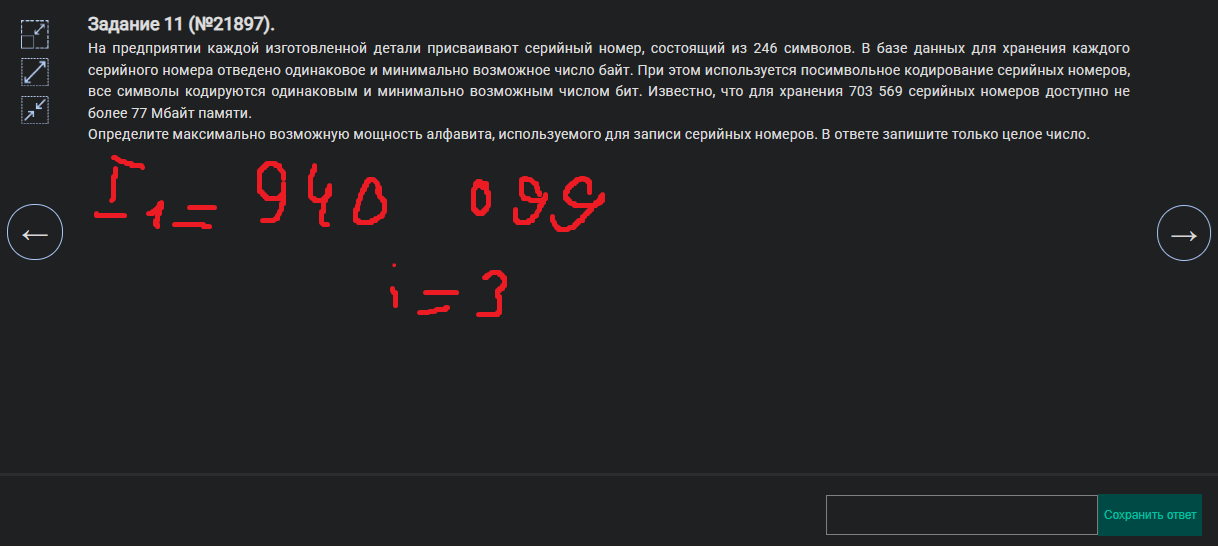 Задание 11 (№21897).
На предприятии каждой изготовленной детали присваивают серийный номер, состоящий из 246 символов. В базе данных для хранения каждого
серийного номера отведено одинаковое и минимально возможное число байт. При этом используется посимвольное кодирование серийных номеров,
все символы кодируются одинаковым и минимально возможным числом бит. Известно, что для хранения 703 569 серийных номеров доступно не
более 77 Мбайт памяти.
Определите максимально возможную мощность алфавита, используемого для записи серийных номеров. В ответе запишите только целое число.
I1 = 940 099
i = 3
← →
Сохранить ответ